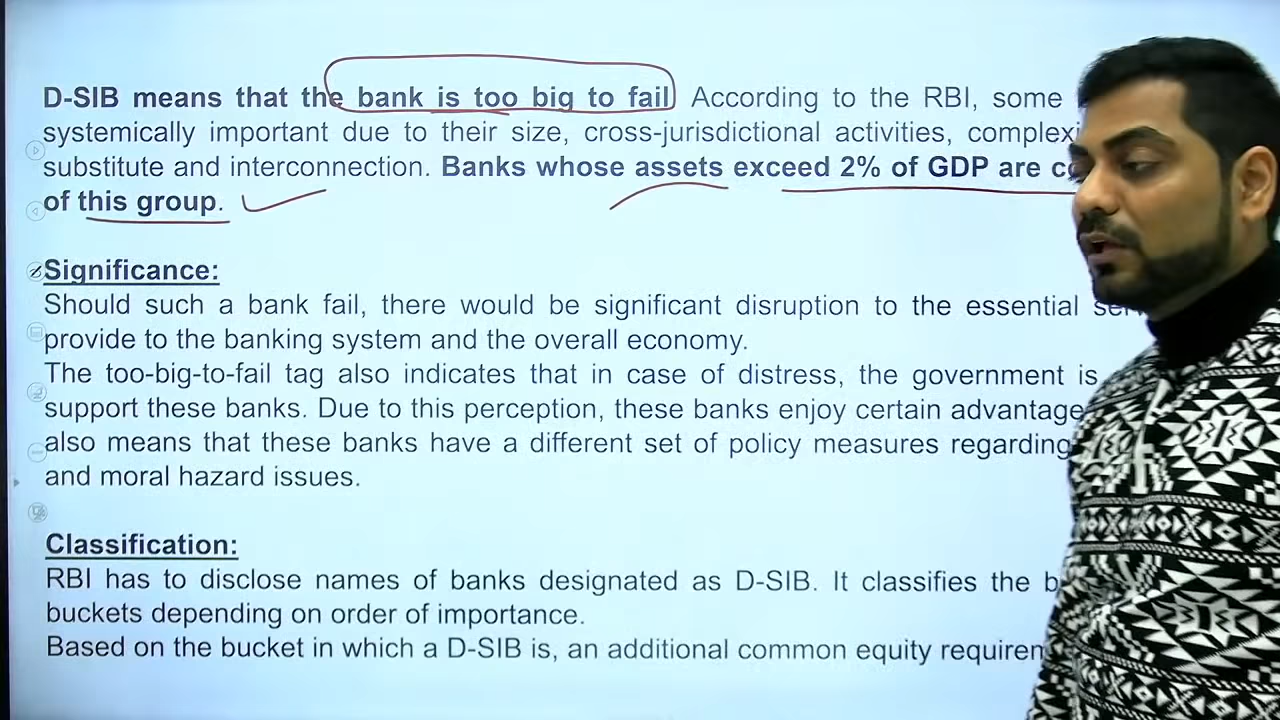 D-SIB means that the bank is too big to fail. According to the RBI, some
systemically important due to their size, cross-jurisdictional activities,
substitute and interconnection. Banks whose assets exceed 2% of GDP are
of this group.
Significance:
Should such a bank fail, there would be significant disruption to the essential
provide to the banking system and the overall economy.
The too-big-to-fail tag also indicates that in case of distress, the government is
support these banks. Due to this perception, these banks enjoy certain
also means that these banks have a different set of policy measures regarding
and moral hazard issues.
Classification:
RBI has to disclose names of banks designated as D-SIB. It classifies the
buckets depending on order of importance.
Based on the bucket in which a D-SIB is, an additional common equity